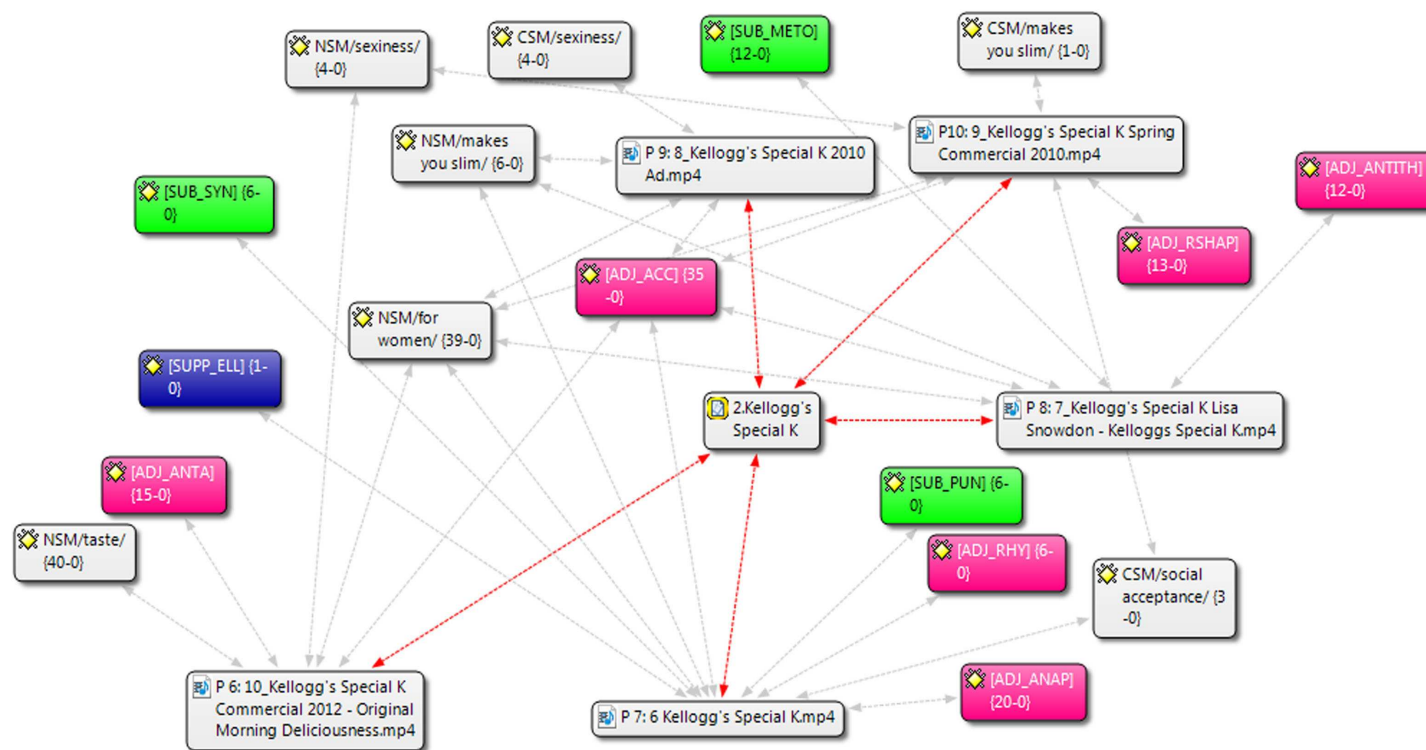 NSM/sexiness/
{4-0}
CSM/sexiness/
{4-0}
[SUB_METO]
{12-0}
CSM/makes
you slim/ {1-0}
NSM/makes
you slim/ {6-0}
P 9: 8_Kellogg's Special K 2010
Ad.mp4
P10: 9_Kellogg's Special K Spring
Commercial 2010.mp4
[ADJ_ANTITH]
{12-0}
[SUB_SYN] {6-
0}
[ADJ_RSHAP]
{13-0}
[ADJ_ACC] {35
-0}
NSM/for
women/ {39-0}
[SUPP_ELL] {1-
0}
2.Kellogg's
Special K
P 8: 7_Kellogg's Special K Lisa
Snowdon - Kelloggs Special K.mp4
[ADJ_ANTA]
{15-0}
[SUB_PUN] {6-
0}
NSM/taste/
{40-0}
[ADJ_RHY] {6-
0}
CSM/social
acceptance/ {3
-0}
P 6: 10_Kellogg's Special K
Commercial 2012 - Original
Morning Deliciousness.mp4
P 7: 6 Kellogg's Special K.mp4
[ADJ_ANAP]
{20-0}